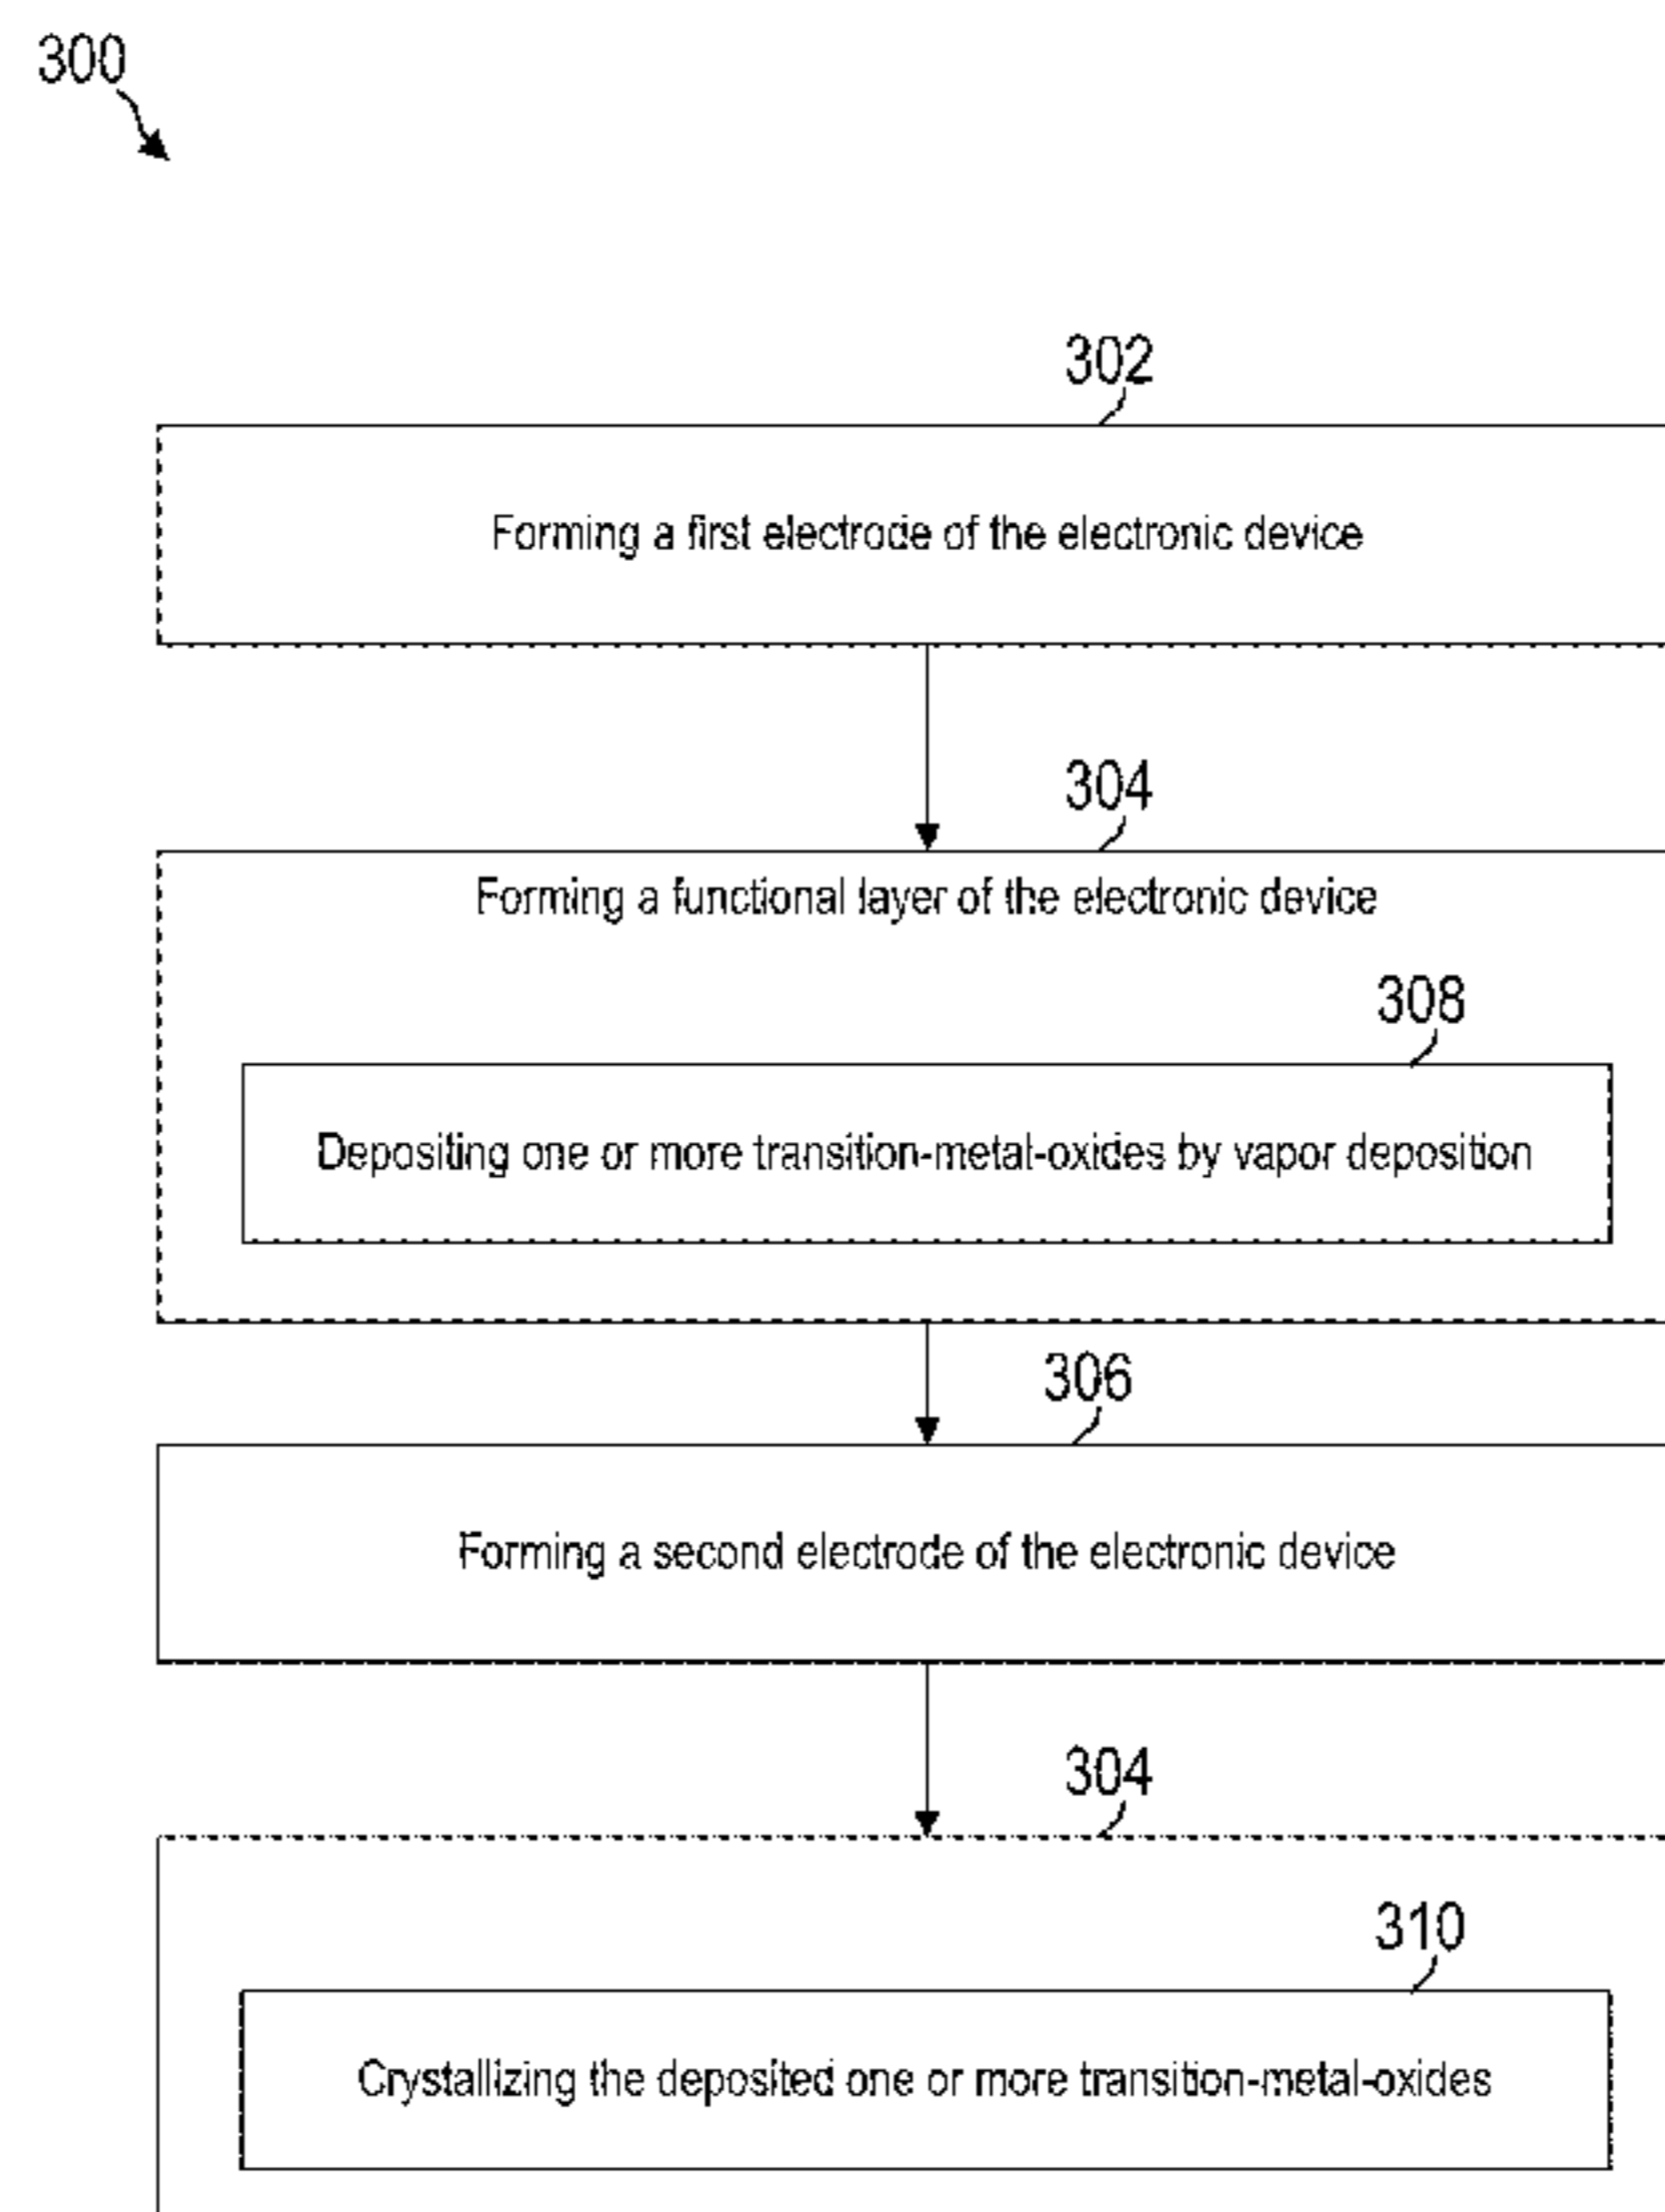 300
302
Forming a first electrode of the electronic device
304
Forming a functional layer of the electronic device
308
Depositing one or more transition-metal-oxides by vapor deposition
306
Forming a second electrode of the electronic device
304
310
Crystallizing the deposited one or more transition-metal-oxides